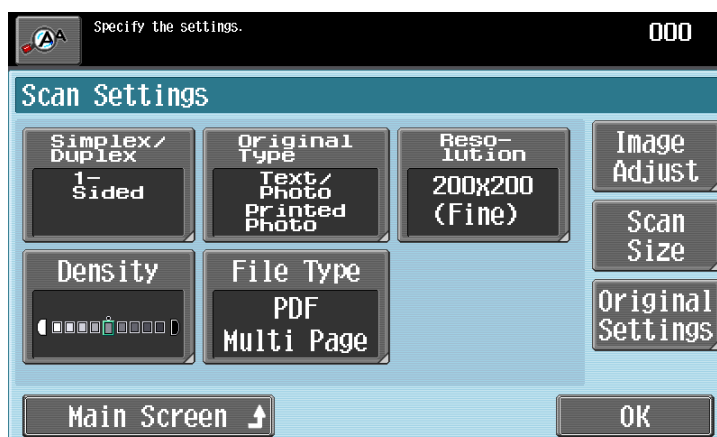 Specify the settings.
000
Scan Settings
Simplex/
Duplex
1-
Sided
Original
Type
Text/
Photo
Printed
Photo
Reso-
lution
200X200
(Fine)
Image
Adjust
Scan
Size
Original
Settings
Density
File Type
PDF
Multi Page
Main Screen
OK